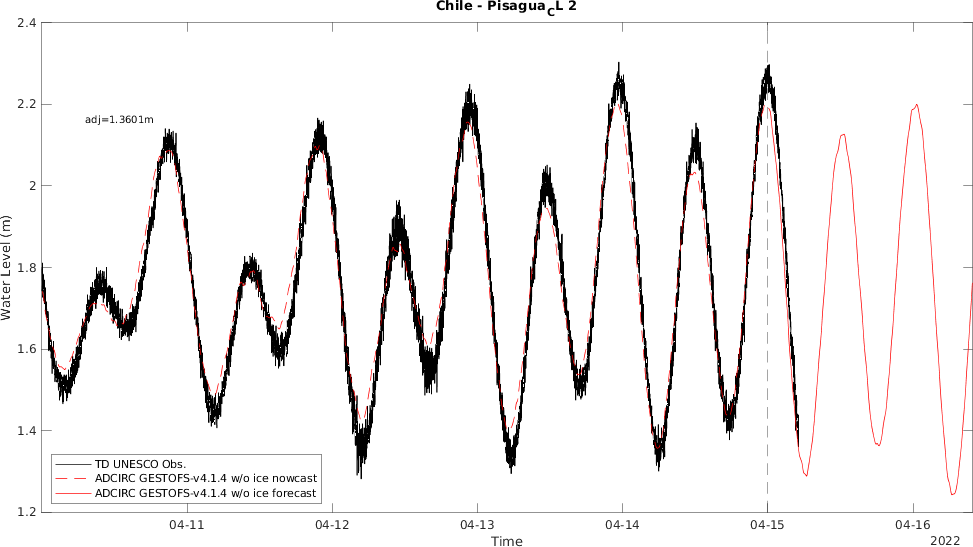 Chile - PisaguaCL 2
2.4
2.2
2
1.8
1.6
1.4
1.2
Water Level (m)
adj=1.3601m
TD UNESCO Obs.
ADCIRC GESTOFS-v4.1.4 w/o ice nowcast
ADCIRC GESTOFS-v4.1.4 w/o ice forecast
04-11
04-12
04-13
04-14
04-15
04-16
Time
2022